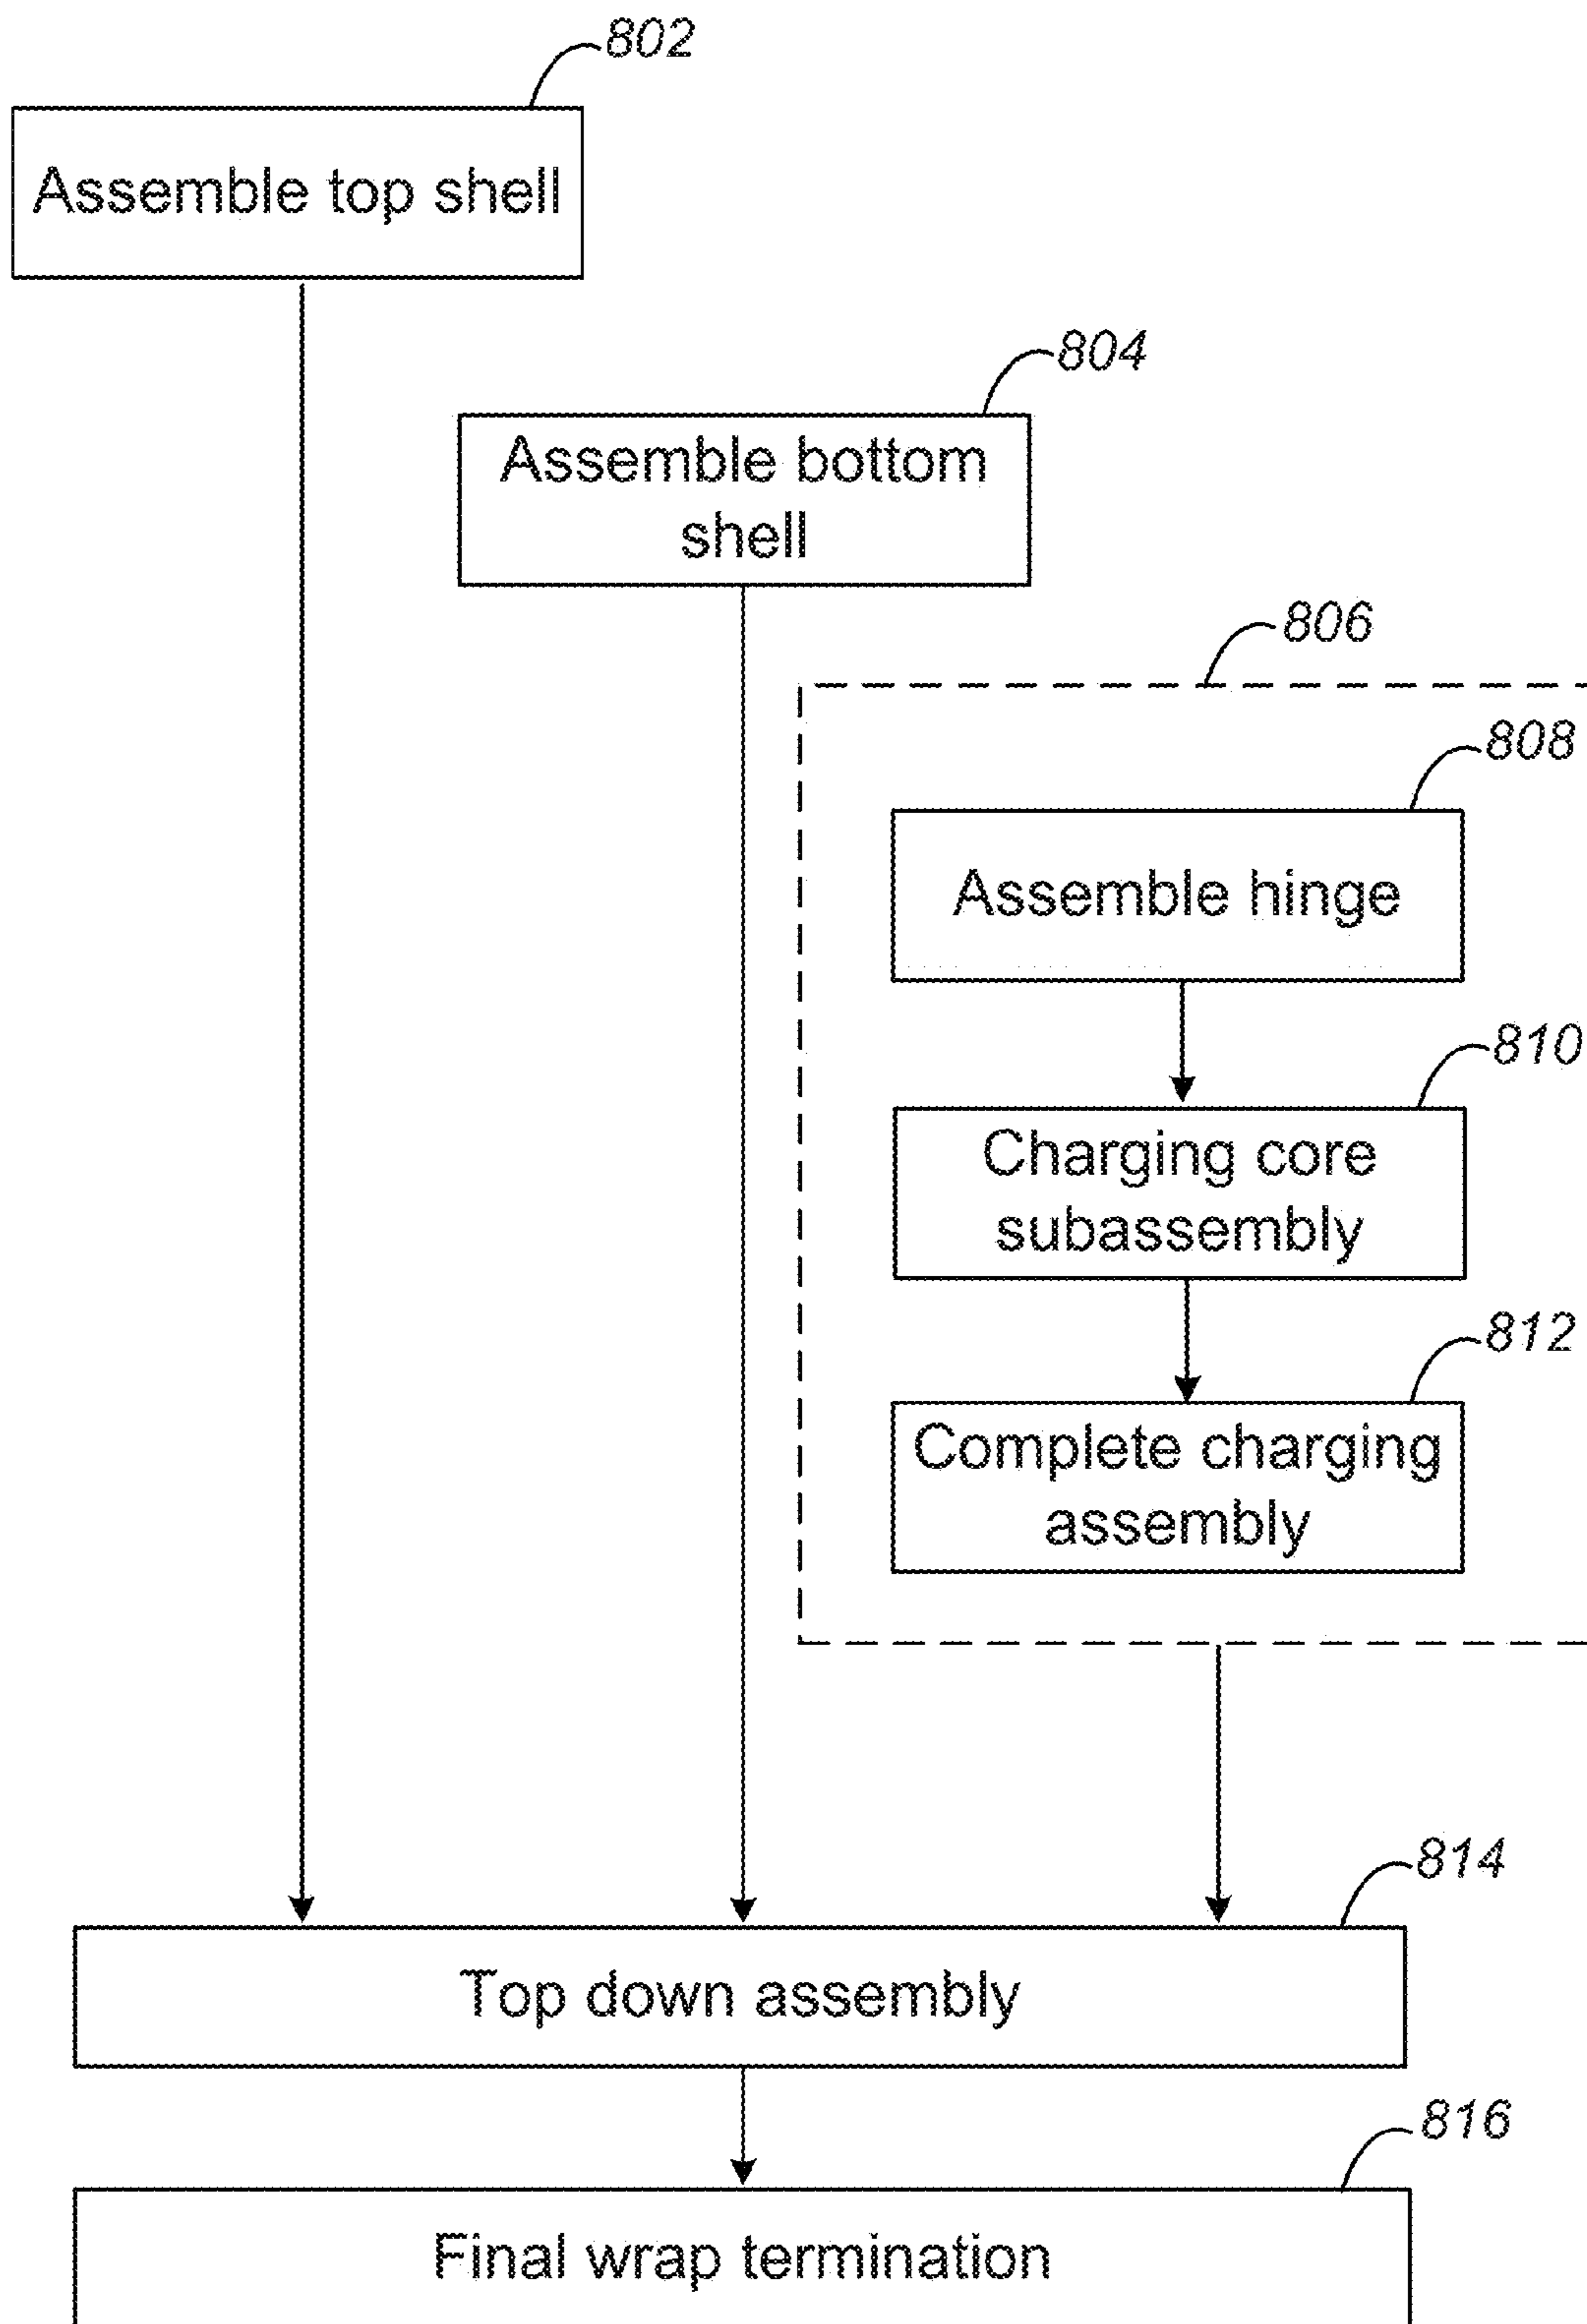 802
Assemble top shell
804
Assemble bottom
shell
806
808
Assemble hinge
810
Charging core
subassembly
812
Complete charging
assembly
814
Top down assembly
816
Final wrap termination